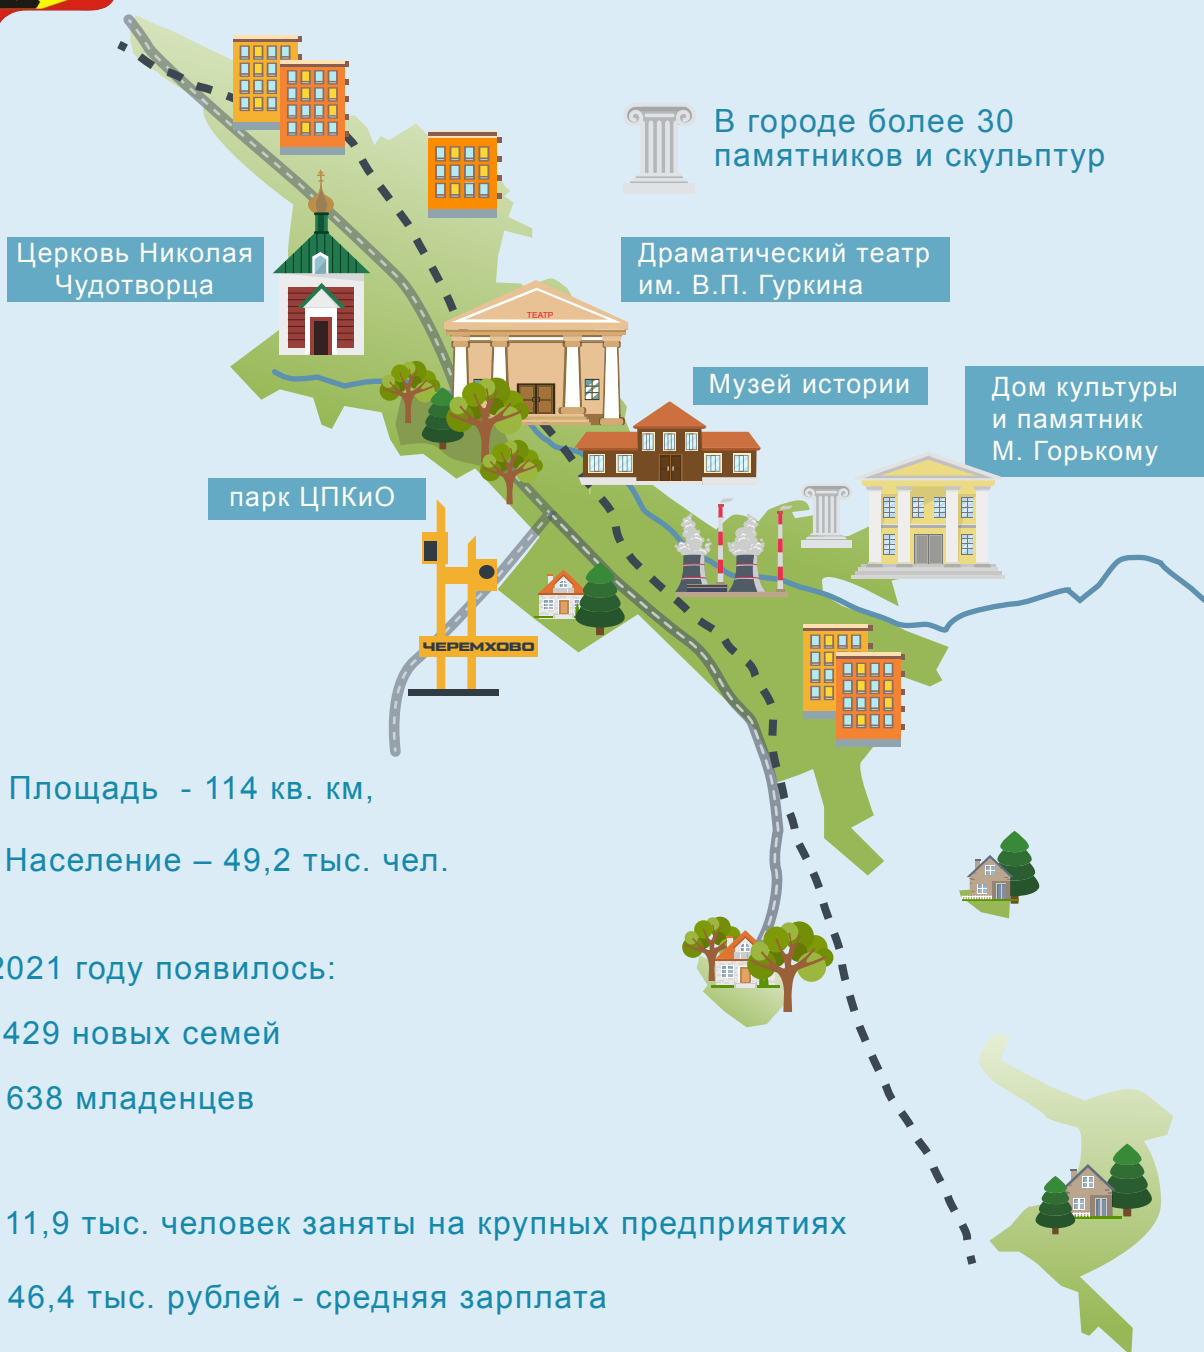 В городе более 30
памятников и скульптур
Церковь Николая
Чудотворца
Драматический театр
им. В.П. Гуркина
ТЕАТР
Музей истории
Дом культуры
и памятник
М. Горькому
парк ЦПКиО
ЧЕРЕМХОВО
Площадь - 114 кв. км,
Население – 49,2 тыс. чел.
2021 году появилось:
429 новых семей
638 младенцев
11,9 тыс. человек заняты на крупных предприятиях
46,4 тыс. рублей - средняя зарплата